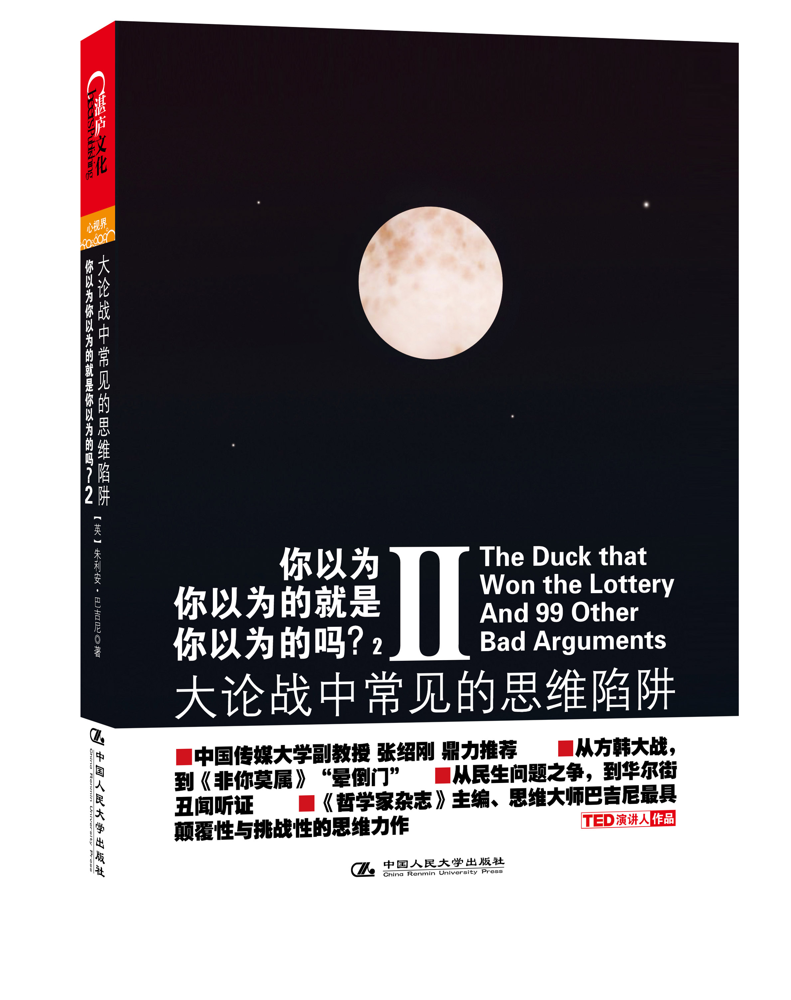 湛庐文化
CheersPublishing
心视界
大论战中常见的思维陷阱
你以为你以为的就是你以为的吗？2
【英】朱利安·巴吉尼◎著
中国人民大学出版社
China Renmin University Press
你以为
你以为的就是
你以为的吗？2
II
The Duck that
Won the Lottery
And 99 Other
Bad Arguments
大论战中常见的思维陷阱
■中国传媒大学副教授 张绍刚 鼎力推荐 ■从方韩大战，
到《非你莫属》“晕倒门” ■从民生问题之争，到华尔街
丑闻听证 ■《哲学家杂志》主编、思维大师巴吉尼最具
颠覆性与挑战性的思维力作
TED演讲人作品
中国人民大学出版社
China Renmin University Press